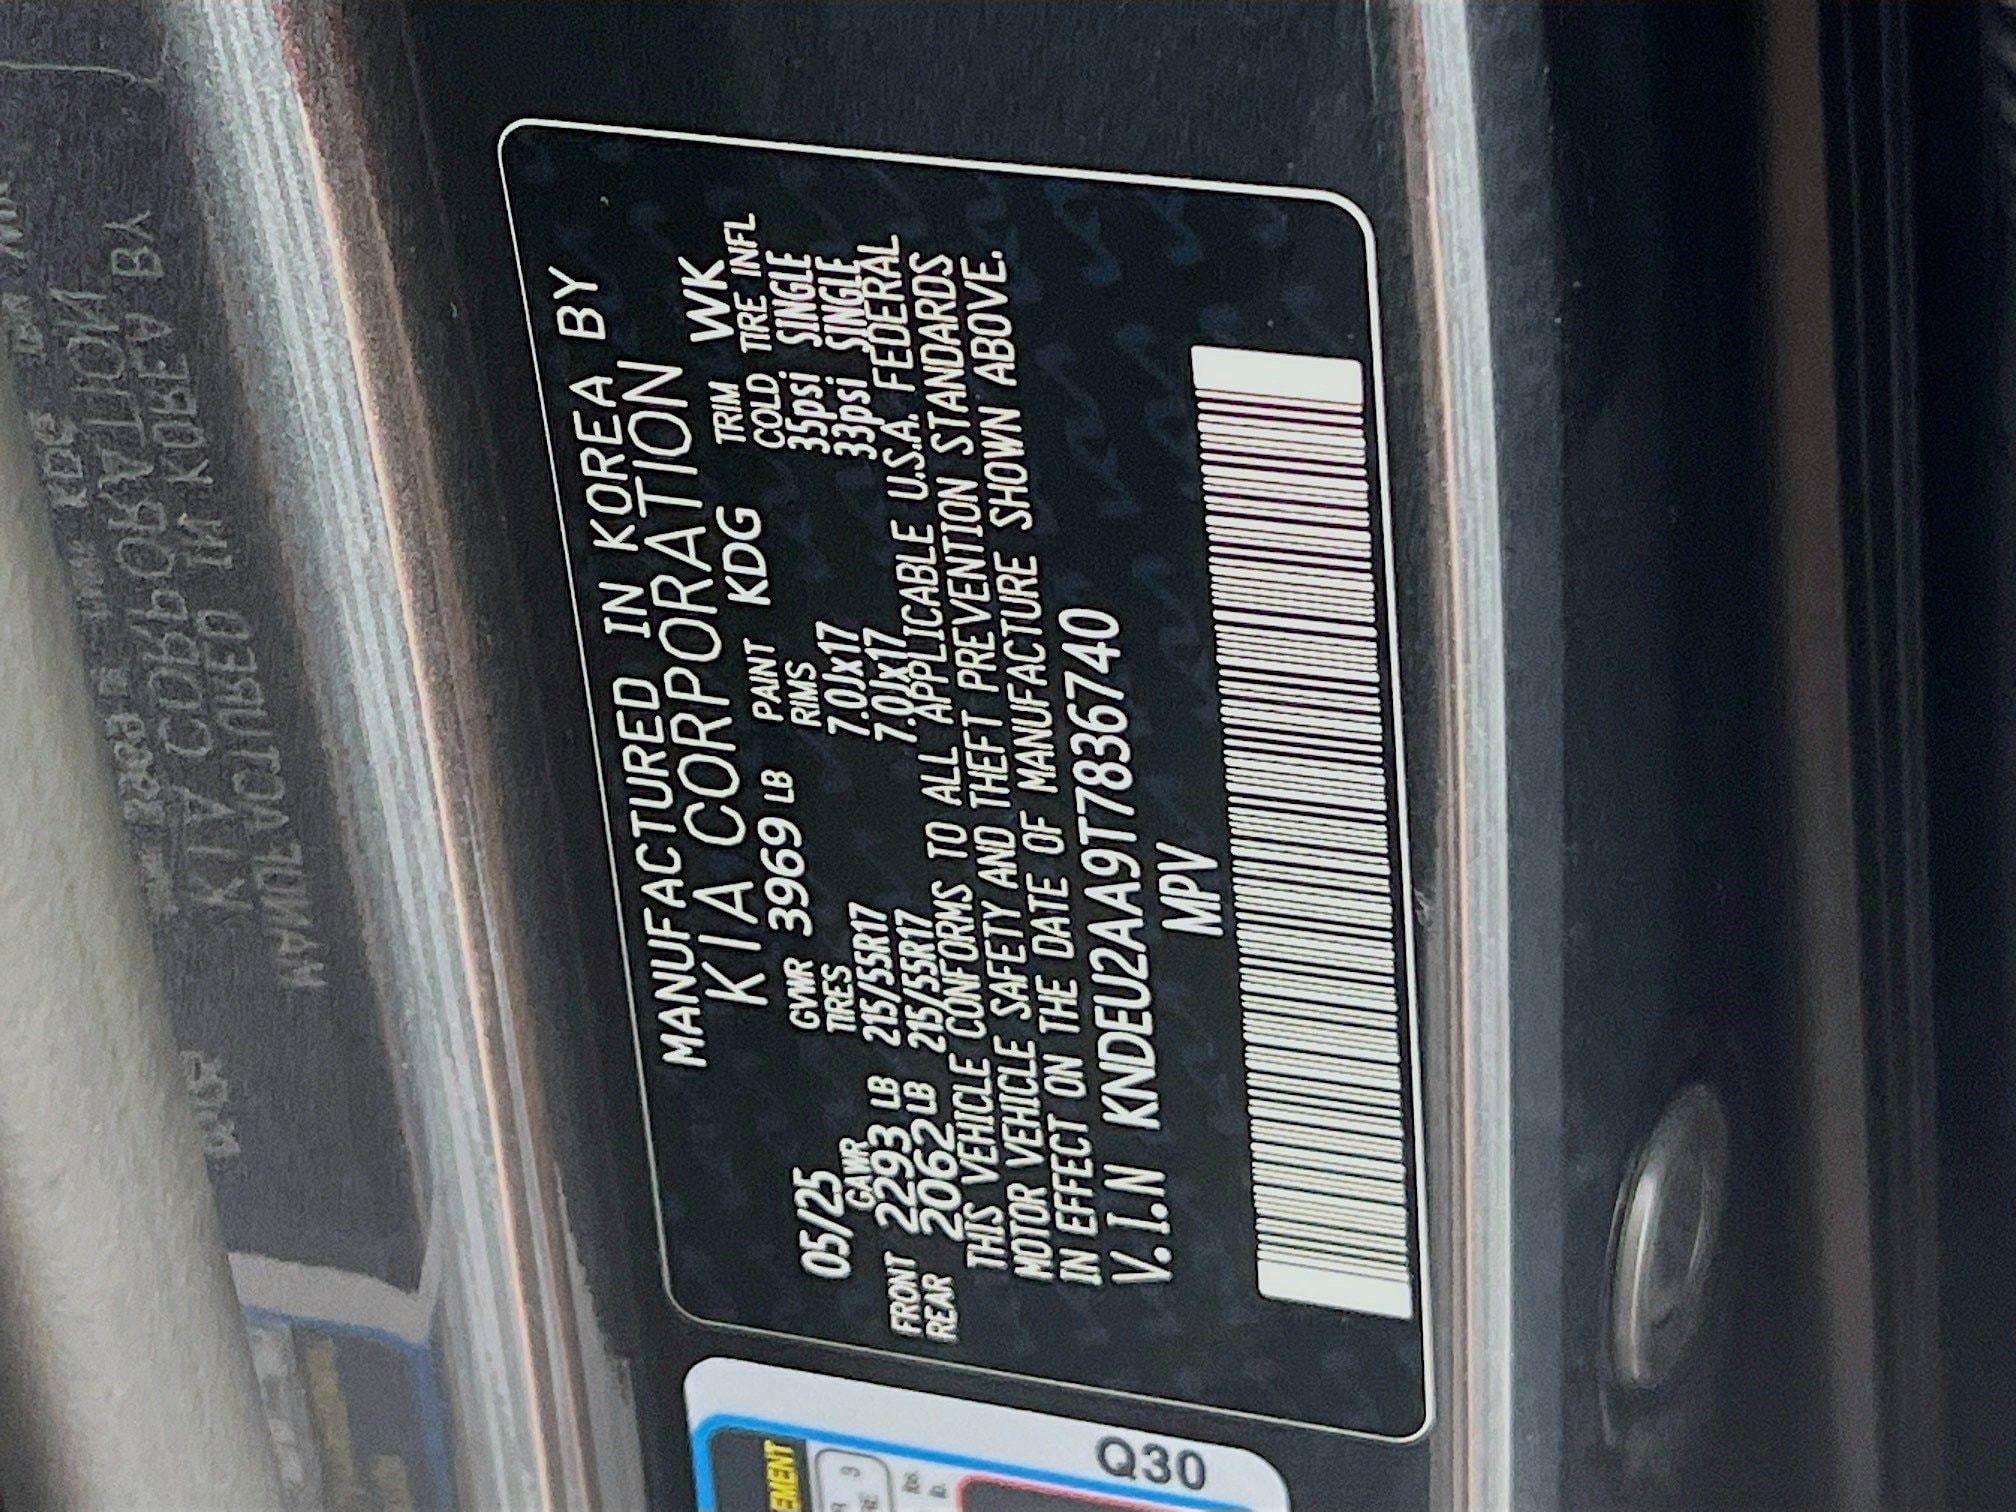 MANUFACTURED IN KOREA BY
KIA CORPORATION
05/25 GVWR 3969 LB PAINT KDG TRIM WK
GAWR TIRES RIMS COLD TIRE INFL
FRONT 2293 LB 215/55R17 7.0Jx17 35psi SINGLE
REAR 2062 LB 215/55R17 7.0Jx17 33psi SINGLE
THIS VEHICLE CONFORMS TO ALL APPLICABLE U.S.A. FEDERAL
MOTOR VEHICLE SAFETY AND THEFT PREVENTION STANDARDS
IN EFFECT ON THE DATE OF MANUFACTURE SHOWN ABOVE.
V.I.N KNDEU2AA9T7836740
MPV
Q30